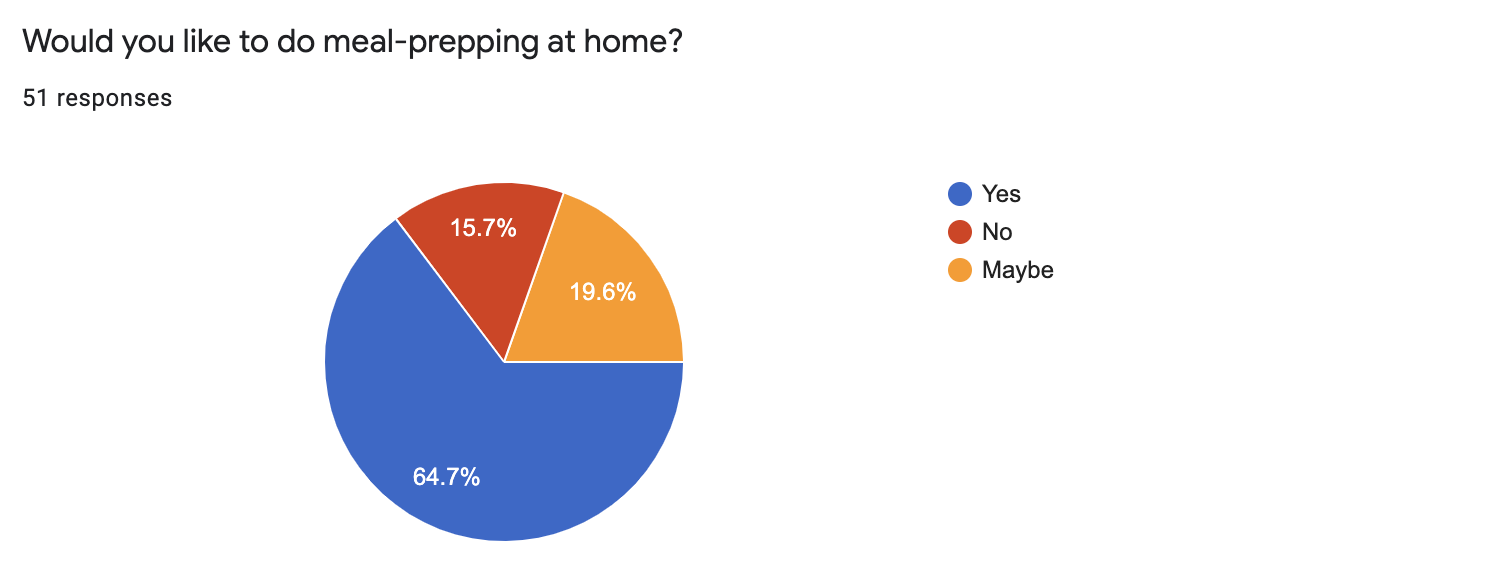 Would you like to do meal-prepping at home?
51 responses
Yes
No
Maybe
15.7%
19.6%
64.7%